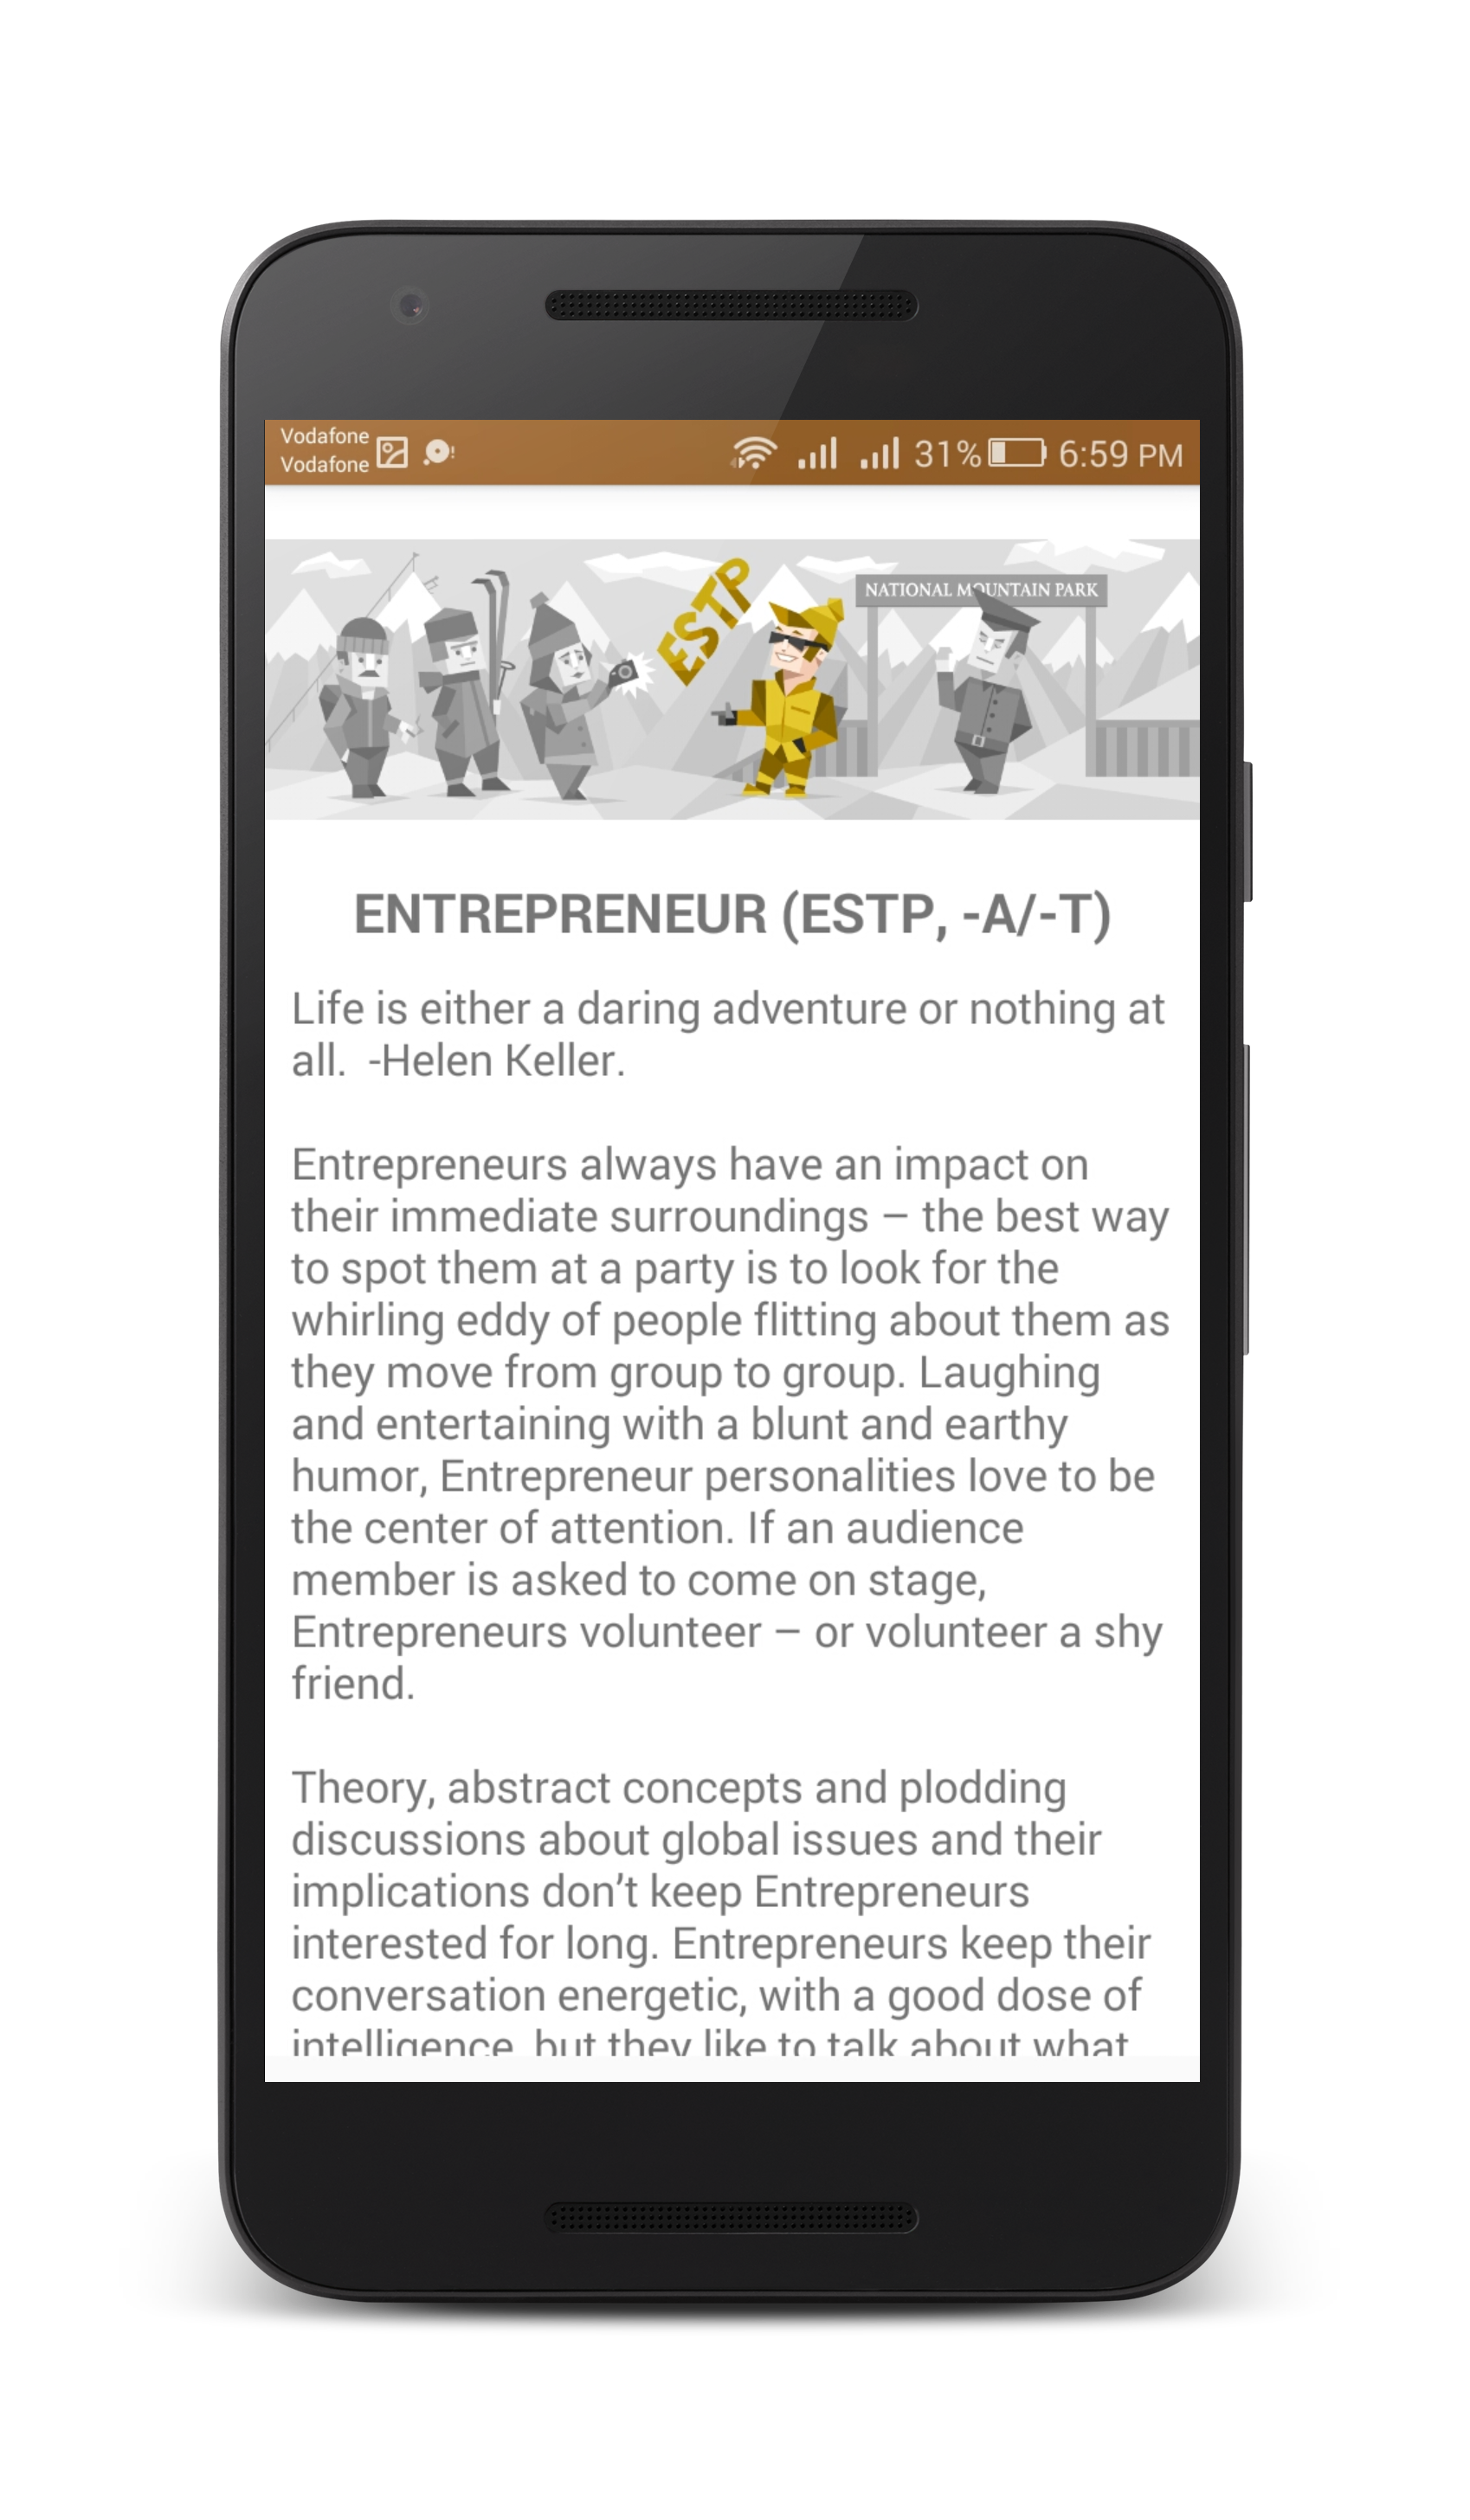 Vodafone
Vodafone
31% 6:59 PM
ESTP
NATIONAL MOUNTAIN PARK
ENTREPRENEUR (ESTP, -A/-T)
Life is either a daring adventure or nothing at
all.  -Helen Keller.
Entrepreneurs always have an impact on
their immediate surroundings – the best way
to spot them at a party is to look for the
whirling eddy of people flitting about them as
they move from group to group. Laughing
and entertaining with a blunt and earthy
humor, Entrepreneur personalities love to be
the center of attention. If an audience
member is asked to come on stage,
Entrepreneurs volunteer – or volunteer a shy
friend.
Theory, abstract concepts and plodding
discussions about global issues and their
implications don’t keep Entrepreneurs
interested for long. Entrepreneurs keep their
conversation energetic, with a good dose of
intelligence, but they like to talk about what